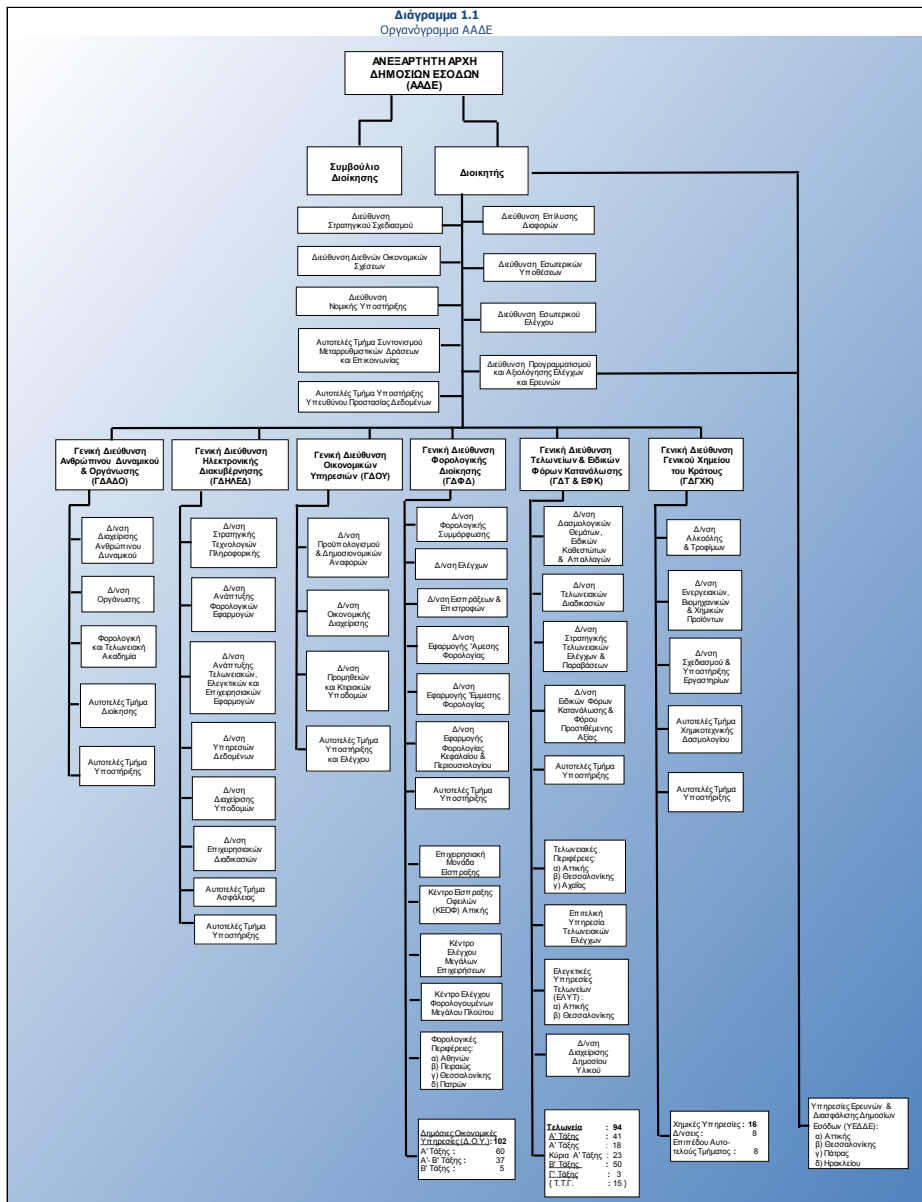 Διάγραμμα 1.1
Οργανόγραμμα ΑΑΔΕ
ΑΝΕΞΑΡΤΗΤΗ ΑΡΧΗ
ΔΗΜΟΣΙΩΝ ΕΣΟΔΩΝ
(ΑΑΔΕ)
Συμβούλιο
Διοίκησης
Διοικητής
Διεύθυνση
Στρατηγικού Σχεδιασμού
Διεύθυνση Επίλυσης
Διαφορών
Διεύθυνση Διεθνών Οικονομικών
Σχέσεων
Διεύθυνση Εσωτερικών
Υποθέσεων
Διεύθυνση
Νομικής Υποστήριξης
Διεύθυνση Εσωτερικού
Ελέγχου
Αυτοτελές Τμήμα Συντονισμού
Μεταρρυθμιστικών Δράσεων
και Επικοινωνίας
Διεύθυνση Προγραμματισμού
και Αξιολόγησης Ελέγχων
και Ερευνών
Αυτοτελές Τμήμα Υποστήριξης
Υπευθύνου Προστασίας Δεδομένων
Γενική Διεύθυνση
Ανθρώπινου Δυναμικού
& Οργάνωσης (ΓΔΑΔΟ)
Δ/νση
Διαχείρισης
Ανθρώπινου
Δυναμικού
Δ/νση
Οργάνωσης
Φορολογική
και Τελωνειακή
Ακαδημία
Αυτοτελές Τμήμα
Διοίκησης
Αυτοτελές Τμήμα
Υποστήριξης
Γενική Διεύθυνση
Ηλεκτρονικής
Διακυβέρνησης
(ΓΔΗΛΕΔ)
Δ/νση
Στρατηγικής
Τεχνολογιών
Πληροφορικής
Δ/νση
Ανάπτυξης
Φορολογικών
Εφαρμογών
Δ/νση
Ανάπτυξης
Τελωνειακών,
Ελεγκτικών και
Επιχειρησιακών
Εφαρμογών
Δ/νση
Υπηρεσιών
Δεδομένων
Δ/νση
Διαχείρισης
Υποδομών
Δ/νση
Επιχειρησιακών
Διαδικασιών
Αυτοτελές Τμήμα
Ασφάλειας
Αυτοτελές Τμήμα
Υποστήριξης
Γενική Διεύθυνση
Οικονομικών
Υπηρεσιών (ΓΔΟΥ)
Δ/νση
Προϋπολογισμού
& Δημοσιονομικών
Αναφορών
Δ/νση
Οικονομικής
Διαχείρισης
Δ/νση
Προμηθειών
και Κτιριακών
Υποδομών
Αυτοτελές Τμήμα
Υποστήριξης
και Ελέγχου
Γενική Διεύθυνση
Φορολογικής
Διοίκησης
(ΓΔΦΔ)
Δ/νση
Φορολογικής
Συμμόρφωσης
Δ/νση Ελέγχων
Δ/νση Εισπράξεων &
Επιστροφών
Δ/νση
Εφαρμογής Άμεσης
Φορολογίας
Δ/νση
Εφαρμογής Έμμεσης
Φορολογίας
Δ/νση
Εφαρμογής
Φορολογίας
Κεφαλαίου &
Περιουσιολογίου
Αυτοτελές Τμήμα
Υποστήριξης
Επιχειρησιακή
Μονάδα
Είσπραξης
Κέντρο Είσπραξης
Οφειλών
(ΚΕΟΦ) Αττικής
Κέντρο
Ελέγχου
Μεγάλων
Επιχειρήσεων
Κέντρο Ελέγχου
Φορολογουμένων
Μεγάλου Πλούτου
Φορολογικές
Περιφέρειες:
α) Αθηνών
β) Πειραιώς
γ) Θεσσαλονίκης
δ) Πατρών
Δημόσιες Οικονομικές
Υπηρεσίες (Δ.Ο.Υ.): 102
Α' Τάξης : 60
Α'- Β' Τάξης : 37
Β' Τάξης : 5
Γενική Διεύθυνση
Τελωνείων & Ειδικών
Φόρων Κατανάλωσης
(ΓΔΤ & ΕΦΚ)
Δ/νση
Δασμολογικών
Θεμάτων,
Ειδικών
Καθεστώτων
& Απαλλαγών
Δ/νση
Τελωνειακών
Διαδικασιών
Δ/νση
Στρατηγικής
Τελωνειακών
Ελέγχων &
Παραβάσεων
Δ/νση
Ειδικών Φόρων
Κατανάλωσης &
Φόρου
Προστιθέμενης
Αξίας
Αυτοτελές Τμήμα
Υποστήριξης
Τελωνειακές
Περιφέρειες:
α) Αττικής
β) Θεσσαλονίκης
γ) Αχαΐας
Επιτελική
Υπηρεσία
Τελωνειακών
Ελέγχων
Ελεγκτικές
Υπηρεσίες
Τελωνείων
(ΕΛΥΤ) :
α) Αττικής
β) Θεσσαλονίκης
Δ/νση
Διαχείρισης
Δημοσίου
Υλικού
Τελωνεία : 94
Α' Τάξης : 41
Α' Τάξης : 18
Κύρια Α' Τάξης : 23
Β' Τάξης : 50
Γ' Τάξης : 3
{ Τ.Τ.Γ. : 15 }
Γενική Διεύθυνση
Γενικού Χημείου
του Κράτους
(ΓΔΓΧΚ)
Δ/νση
Αλκοόλης
& Τροφίμων
Δ/νση
Ενεργειακών,
Βιομηχανικών
& Χημικών
Προϊόντων
Δ/νση
Σχεδιασμού &
Υποστήριξης
Εργαστηρίων
Αυτοτελές Τμήμα
Χημικοτεχνικής
Δασμολογίου
Αυτοτελές Τμήμα
Υποστήριξης
Χημικές Υπηρεσίες : 16
Δ/νσεις : 8
Επιπέδου Αυτο-
τελούς Τμήματος : 8
Υπηρεσίες Ερευνών &
Διασφάλισης Δημοσίων
Εσόδων (ΥΕΔΔΕ):
α) Αττικής
β) Θεσσαλονίκης
γ) Πάτρας
δ) Ηρακλείου